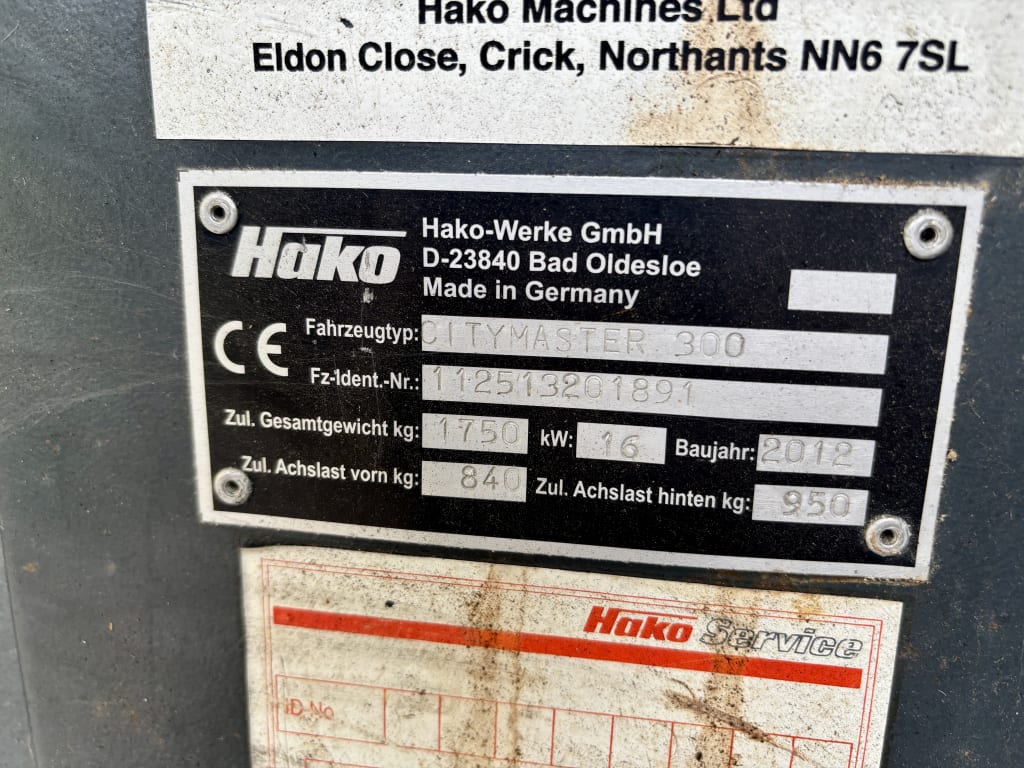 Hako Machines Ltd
Eldon Close, Crick, Northants NN6 7SL
Hako
Hako-Werke GmbH
D-23840 Bad Oldesloe
Made in Germany
CE
Fahrzeugtyp: CITYMASTER 300
Fz-Ident.-Nr.: 112513201891
Zul. Gesamtgewicht kg: 1750 kW: 16 Baujahr: 2012
Zul. Achslast vorn kg: 840 Zul. Achslast hinten kg: 950
Hako Service
ID-No